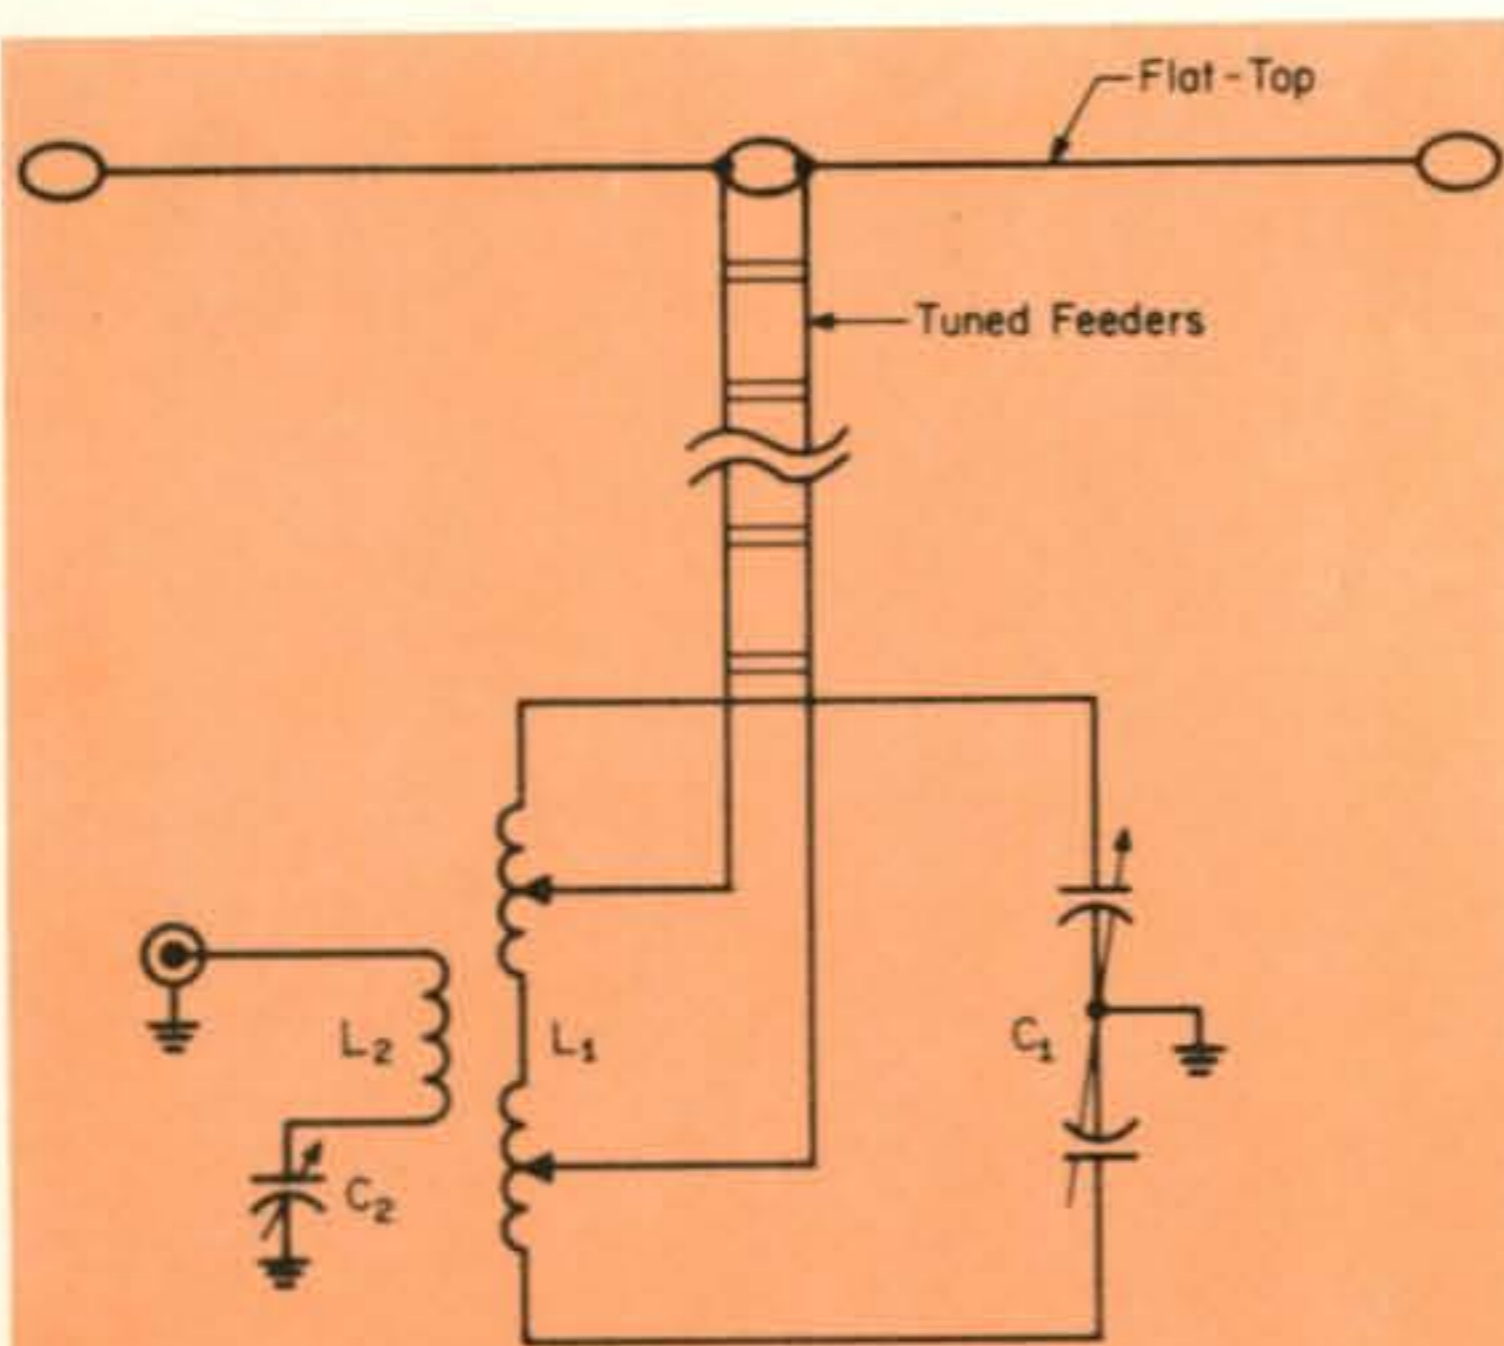 Flat-Top
Tuned Feeders
L₂
L₁
C₁
C₂